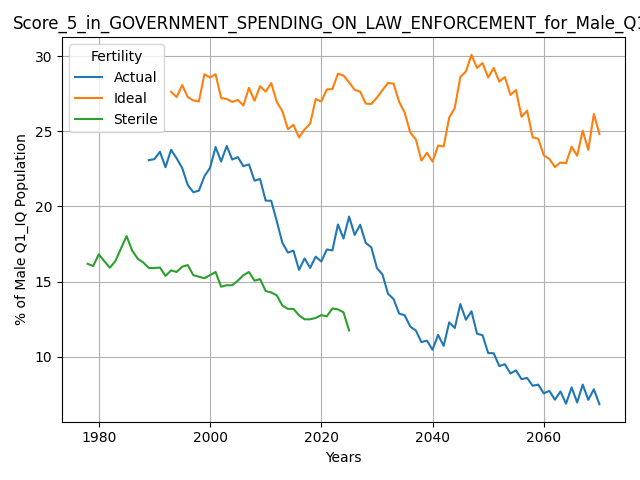 Score_5_in_GOVERNMENT_SPENDING_ON_LAW_ENFORCEMENT_for_Male_Q1
Fertility
Actual
Ideal
Sterile
% of Male Q1_IQ Population
30
25
20
15
10
1980
2000
2020
2040
2060
Years